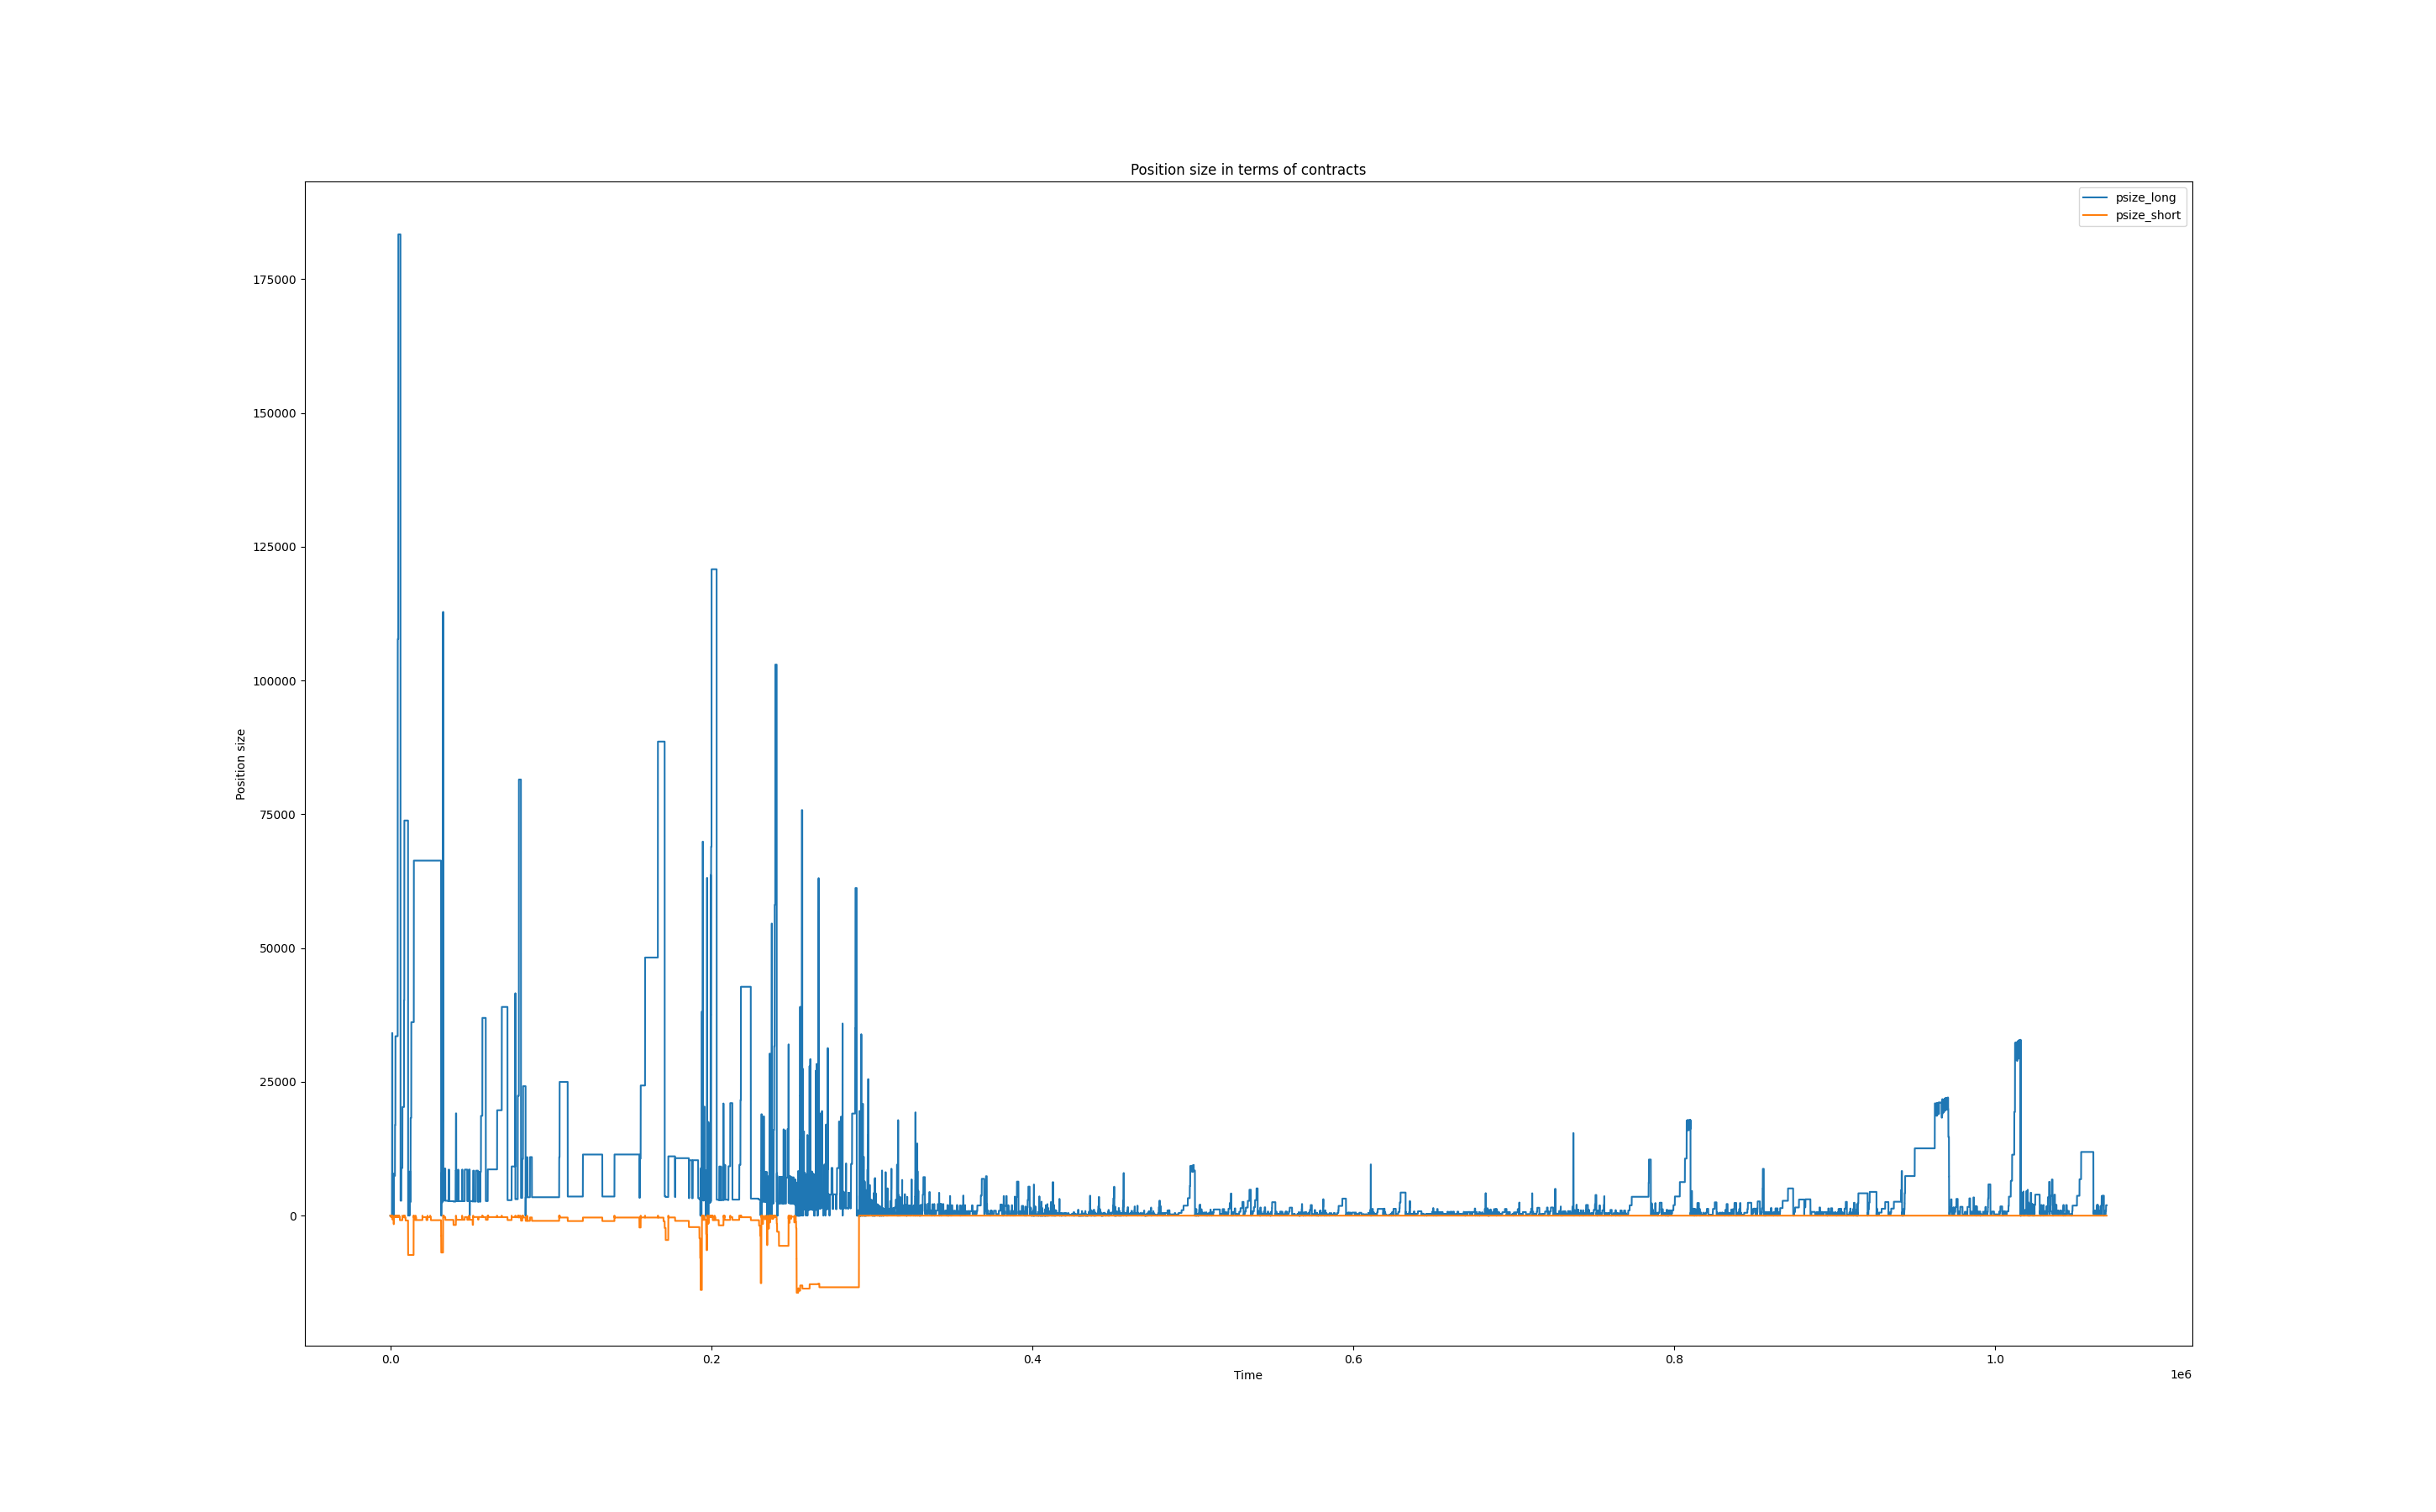 Position size in terms of contracts
psize_long
psize_short
175000
150000
125000
100000
75000
50000
25000
0
Position size
0.0 0.2 0.4 0.6 0.8 1.0
Time
1e6